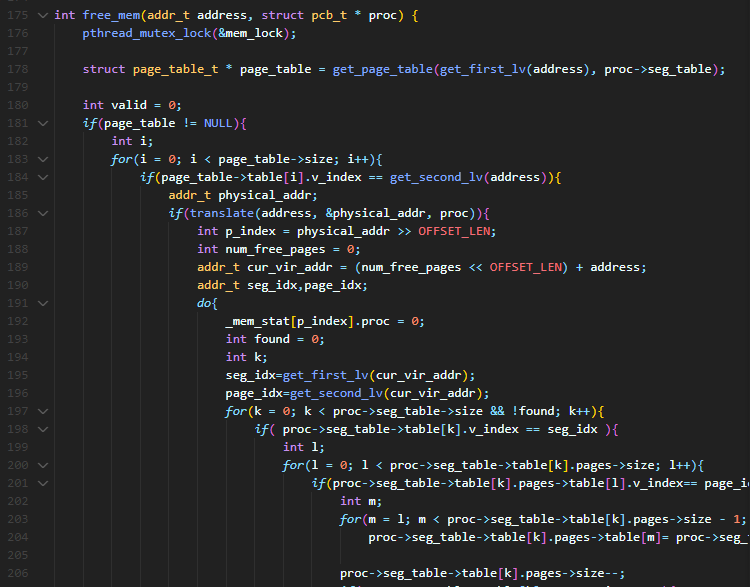 175 int free_mem(addr_t address, struct pcb_t * proc) {
176 pthread_mutex_lock(&mem_lock);
177
178 struct page_table_t * page_table = get_page_table(get_first_lv(address), proc->seg_table);
179
180 int valid = 0;
181 if(page_table != NULL){
182 int i;
183 for(i = 0; i < page_table->size; i++){
184 if(page_table->table[i].v_index == get_second_lv(address)){
185 addr_t physical_addr;
186 if(translate(address, &physical_addr, proc)){
187 int p_index = physical_addr >> OFFSET_LEN;
188 int num_free_pages = 0;
189 addr_t cur_vir_addr = (num_free_pages << OFFSET_LEN) + address;
190 addr_t seg_idx,page_idx;
191 do{
192 _mem_stat[p_index].proc = 0;
193 int found = 0;
194 int k;
195 seg_idx=get_first_lv(cur_vir_addr);
196 page_idx=get_second_lv(cur_vir_addr);
197 for(k = 0; k < proc->seg_table->size && !found; k++){
198 if( proc->seg_table->table[k].v_index == seg_idx ){
199 int l;
200 for(l = 0; l < proc->seg_table->table[k].pages->size; l++){
201 if(proc->seg_table->table[k].pages->table[l].v_index== page_i
202 int m;
203 for(m = l; m < proc->seg_table->table[k].pages->size - 1;
204 proc->seg_table->table[k].pages->table[m]= proc->seg_
205
206 proc->seg_table->table[k].pages->size--;